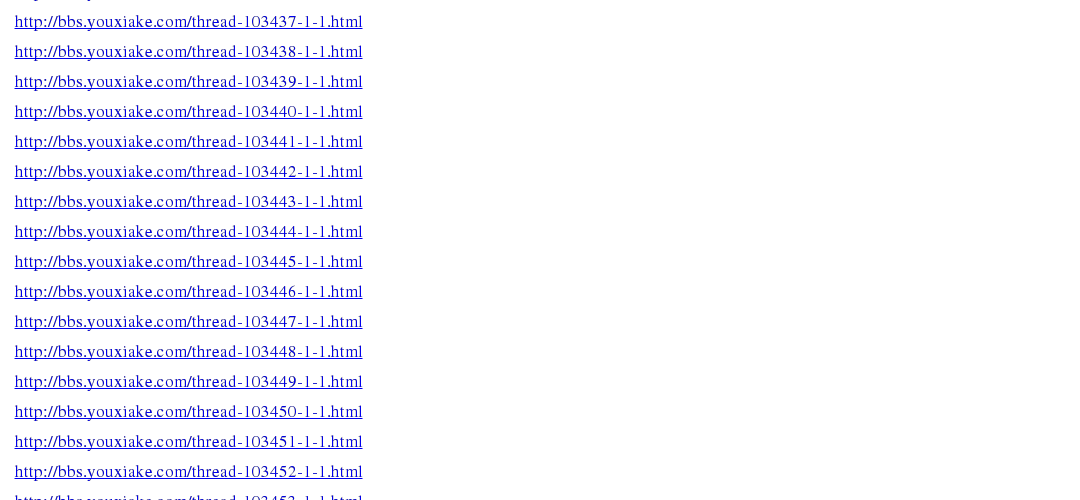 http://bbs.youxiake.com/thread-103437-1-1.html
http://bbs.youxiake.com/thread-103438-1-1.html
http://bbs.youxiake.com/thread-103439-1-1.html
http://bbs.youxiake.com/thread-103440-1-1.html
http://bbs.youxiake.com/thread-103441-1-1.html
http://bbs.youxiake.com/thread-103442-1-1.html
http://bbs.youxiake.com/thread-103443-1-1.html
http://bbs.youxiake.com/thread-103444-1-1.html
http://bbs.youxiake.com/thread-103445-1-1.html
http://bbs.youxiake.com/thread-103446-1-1.html
http://bbs.youxiake.com/thread-103447-1-1.html
http://bbs.youxiake.com/thread-103448-1-1.html
http://bbs.youxiake.com/thread-103449-1-1.html
http://bbs.youxiake.com/thread-103450-1-1.html
http://bbs.youxiake.com/thread-103451-1-1.html
http://bbs.youxiake.com/thread-103452-1-1.html